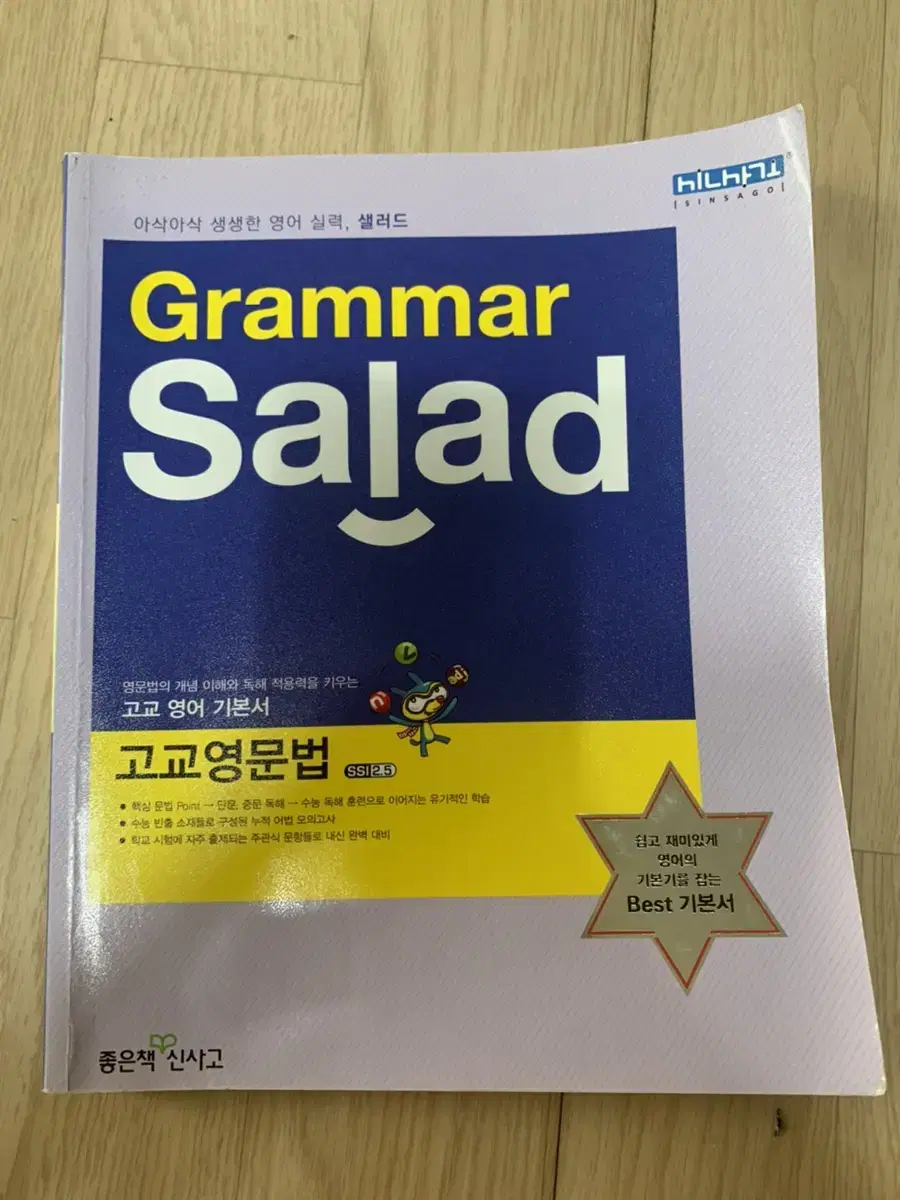 신사고
SINSAGO
아삭아삭 생생한 영어 실력, 샐러드
Grammar
Salad
V
n
adj
영문법의 개념 이해와 독해 적용력을 키우는
고교 영어 기본서
고교영문법 SSI 2.5
• 핵심 문법 Point → 단문, 중문 독해 → 수능 독해 훈련으로 이어지는 유기적인 학습
• 수능 빈출 소재들로 구성된 누적 어법 모의고사
• 학교 시험에 자주 출제되는 주관식 문항들로 내신 완벽 대비
쉽고 재미있게
영어의
기본기를 잡는
Best 기본서
좋은책 신사고